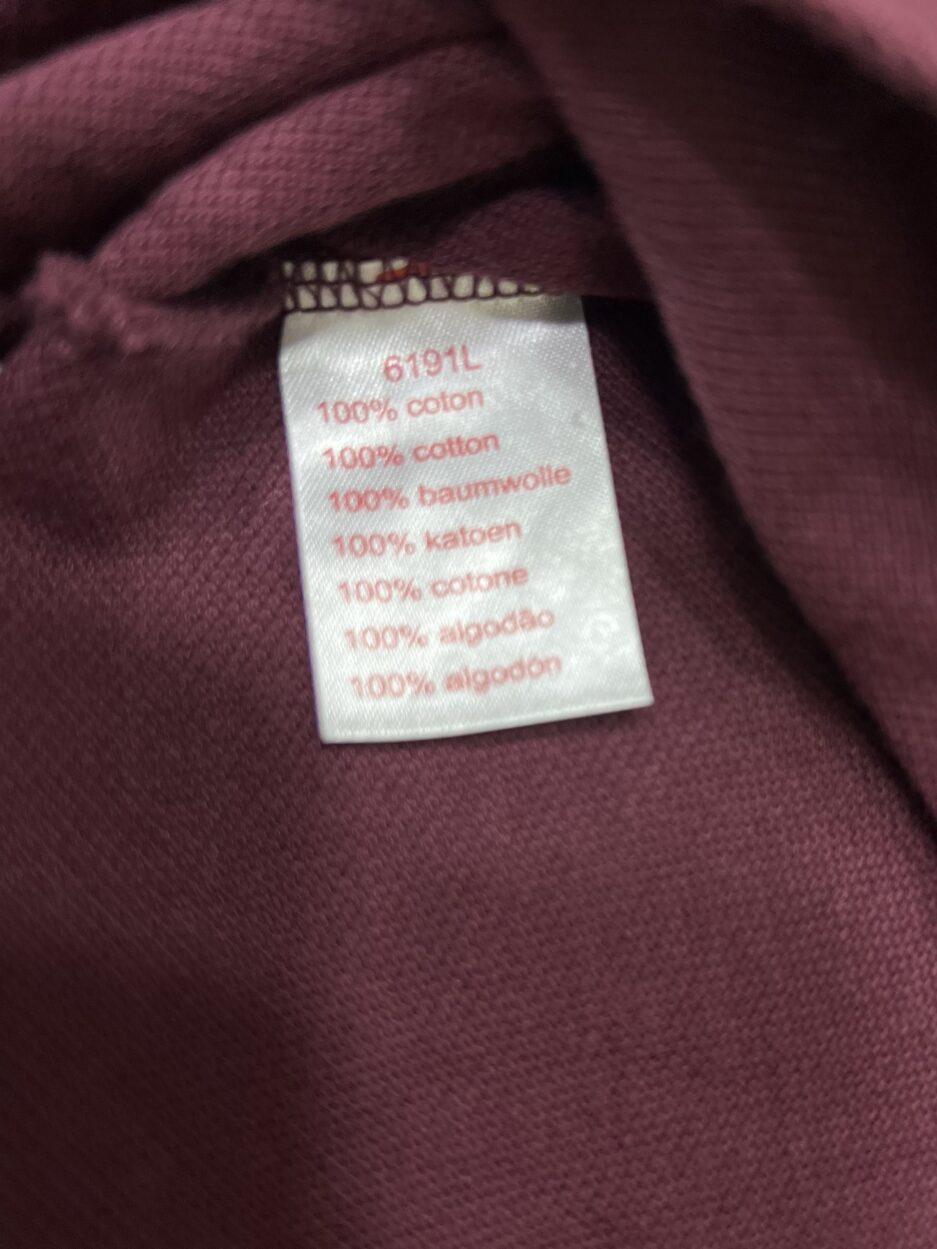 6191L
100% coton
100% cotton
100% baumwolle
100% katoen
100% cotone
100% algodão
100% algodón